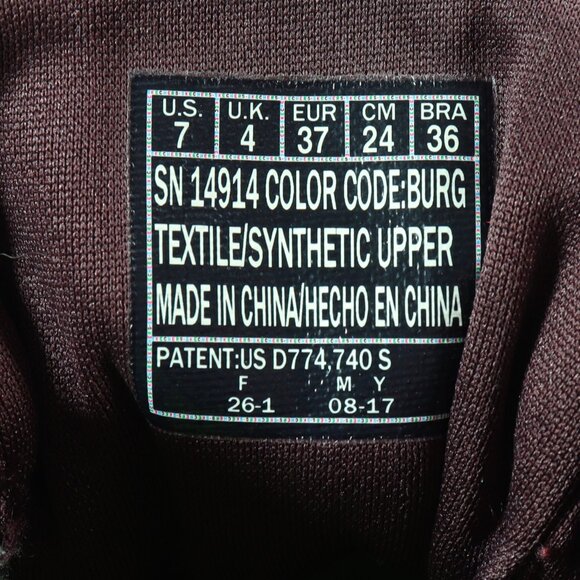 U.S. U.K. EUR CM BRA
7 4 37 24 36
SN 14914 COLOR CODE:BURG
TEXTILE/SYNTHETIC UPPER
MADE IN CHINA/HECHO EN CHINA
PATENT:US D774,740 S
F M Y
26-1 08-17